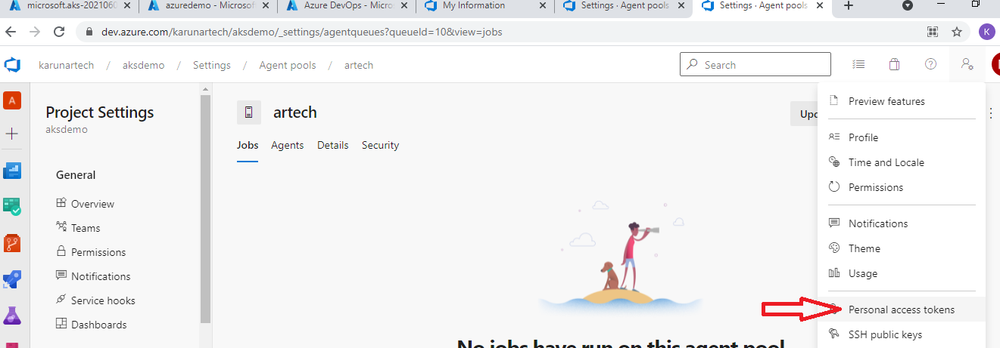 microsoft.aks-2021060
azuredemo - Microsof
Azure DevOps - Micro
My Information
Settings · Agent pools
Settings · Agent pools
dev.azure.com/karunartech/aksdemo/_settings/agentqueues?queueId=10&view=jobs
K
karunartech / aksdemo / Settings / Agent pools / artech
Search
A
Project Settings
aksdemo
General
Overview
Teams
Permissions
Notifications
Service hooks
Dashboards
artech
Jobs Agents Details Security
No jobs have run on this agent pool
Preview features
Profile
Time and Locale
Permissions
Notifications
Theme
Usage
Personal access tokens
SSH public keys